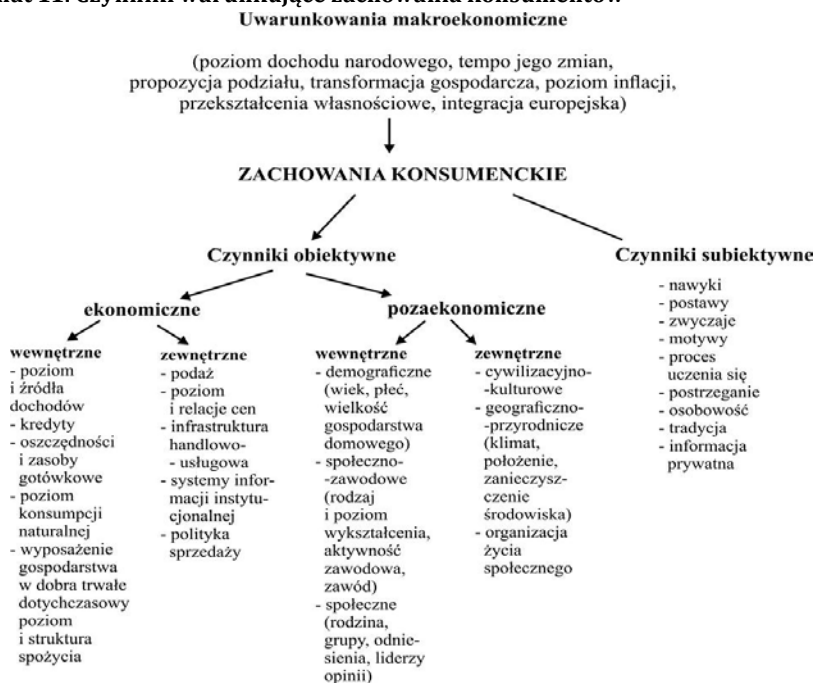 Uwarunkowania makroekonomiczne
(poziom dochodu narodowego, tempo jego zmian,
propozycja podziału, transformacja gospodarcza, poziom inflacji,
przekształcenia własnościowe, integracja europejska)
ZACHOWANIA KONSUMENCKIE
Czynniki obiektywne
Czynniki subiektywne
- nawyki
- postawy
- zwyczaje
- motywy
- proces
uczenia się
- postrzeganie
- osobowość
- tradycja
- informacja
prywatna
ekonomiczne
pozaekonomiczne
wewnętrzne
- poziom
i źródła
dochodów
- kredyty
- oszczędności
i zasoby
gotówkowe
- poziom
konsumpcji
naturalnej
- wyposażenie
gospodarstwa
w dobra trwałe
dotychczasowy
poziom
i struktura
spożycia
zewnętrzne
- podaż
- poziom
i relacje cen
- infrastruktura
handlowo-
- usługowa
- systemy infor-
macji instytu-
cjonalnej
- polityka
sprzedaży
wewnętrzne
- demograficzne
(wiek, płeć,
wielkość
gospodarstwa
domowego)
- społeczno-
-zawodowe
(rodzaj
i poziom
wykształcenia,
aktywność
zawodowa,
zawód)
- społeczne
(rodzina,
grupy, odnie-
sienia, liderzy
opinii)
zewnętrzne
- cywilizacyjno-
-kulturowe
- geograficzno-
-przyrodnicze
(klimat,
położenie,
zanieczysz-
czenie
środowiska)
- organizacja
życia
społecznego